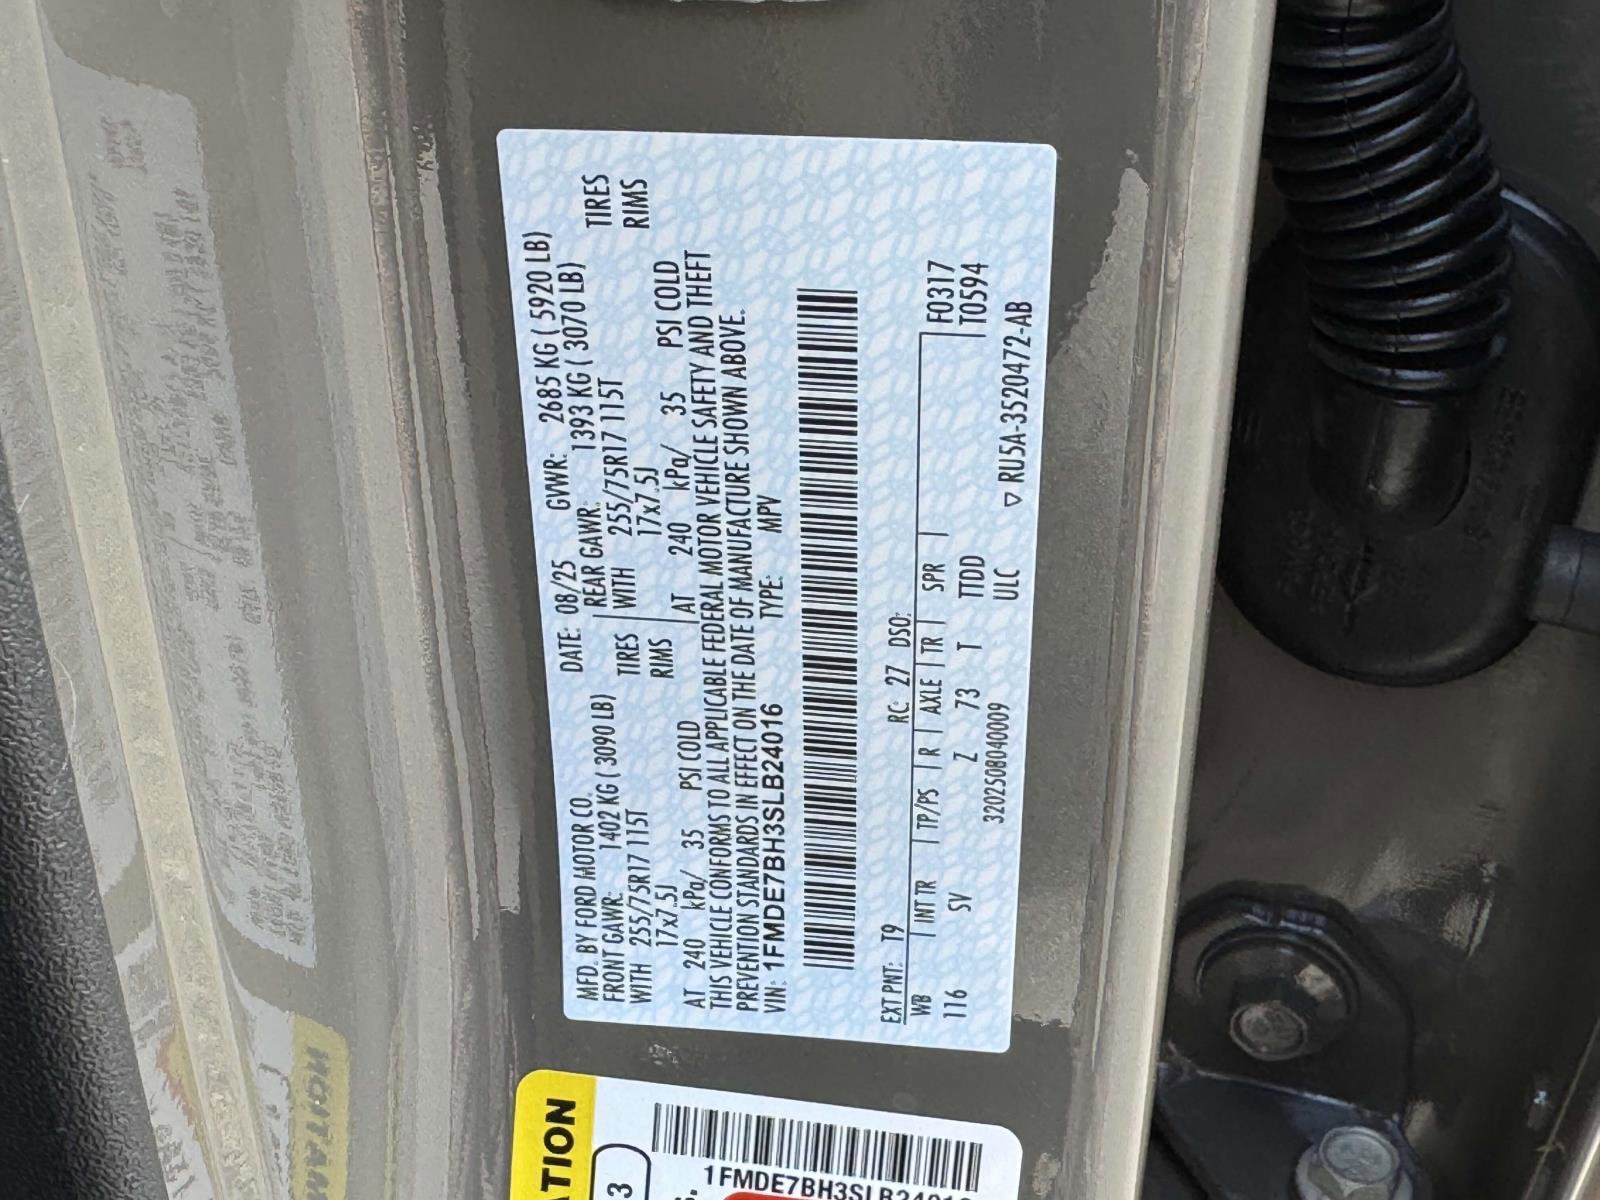 MFD. BY FORD MOTOR CO. DATE: 08/25 GVWR: 2685 KG ( 5920 LB)
FRONT GAWR: 1402 KG ( 3090 LB) REAR GAWR: 1393 KG ( 3070 LB)
WITH 255/75R17 115T TIRES WITH 255/75R17 115T TIRES
17x7.5J RIMS 17x7.5J RIMS
AT 240 kPa/ 35 PSI COLD AT 240 kPa/ 35 PSI COLD
THIS VEHICLE CONFORMS TO ALL APPLICABLE FEDERAL MOTOR VEHICLE SAFETY AND THEFT
PREVENTION STANDARDS IN EFFECT ON THE DATE OF MANUFACTURE SHOWN ABOVE.
VIN: 1FMDE7BH3SLB24016 TYPE: MPV
EXT PNT: T9 RC: 27 DSO:
WB INT TR TP/PS R AXLE TR SPR F0317
116 SV Z 73 T TTDD T0594
320250804009 ULC ▽ RU5A-3520472-AB
ATION
3
1FMDE7BH3SLB24016